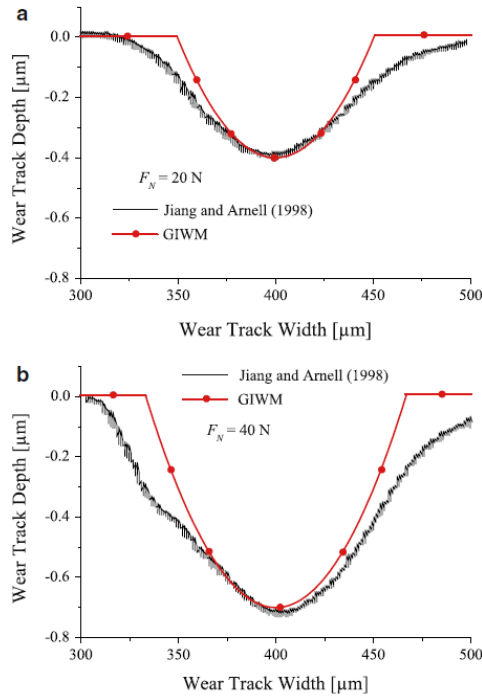 a
0.0
-0.2
-0.4
-0.6
-0.8
Wear Track Depth [µm]
F_N = 20 N
Jiang and Arnell (1998)
GIWM
300 350 400 450 500
Wear Track Width [µm]
b
Jiang and Arnell (1998)
GIWM
F_N = 40 N
0.0
-0.2
-0.4
-0.6
-0.8
Wear Track Depth [µm]
300 350 400 450 500
Wear Track Width [µm]